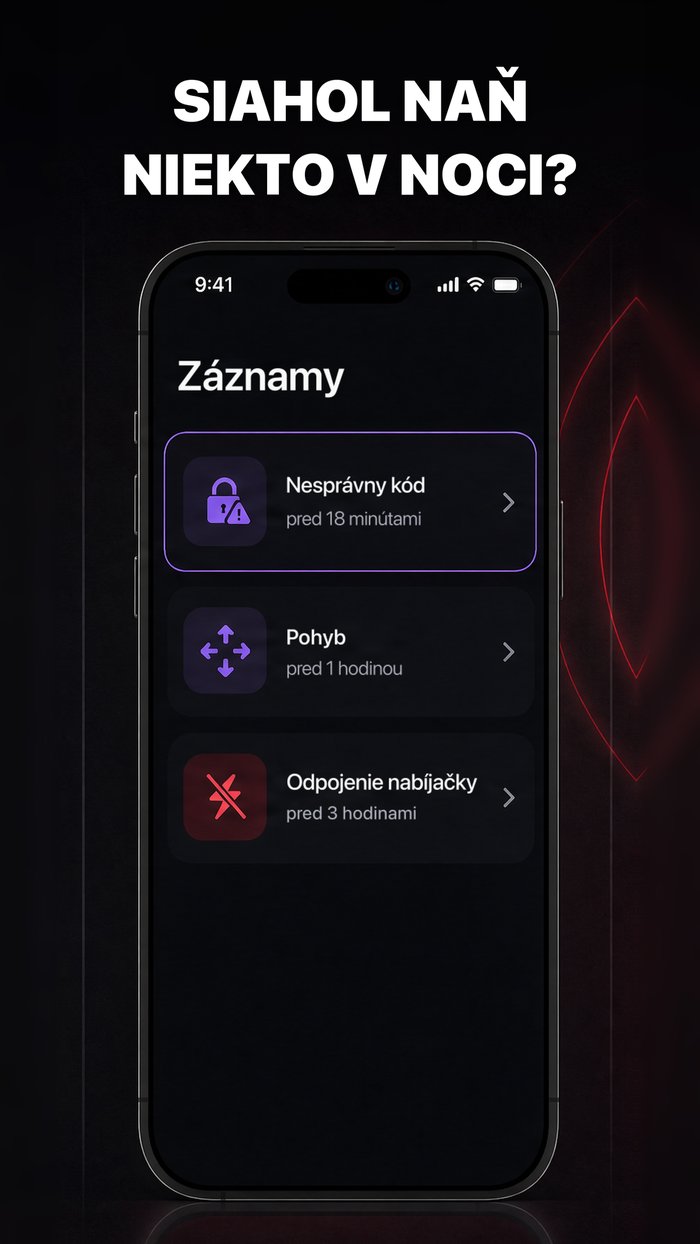 SIAHOL NAŇ
NIEKTO V NOCI?
9:41
Záznamy
Nesprávny kód
pred 18 minútami
Pohyb
pred 1 hodinou
Odpojenie nabíjačky
pred 3 hodinami